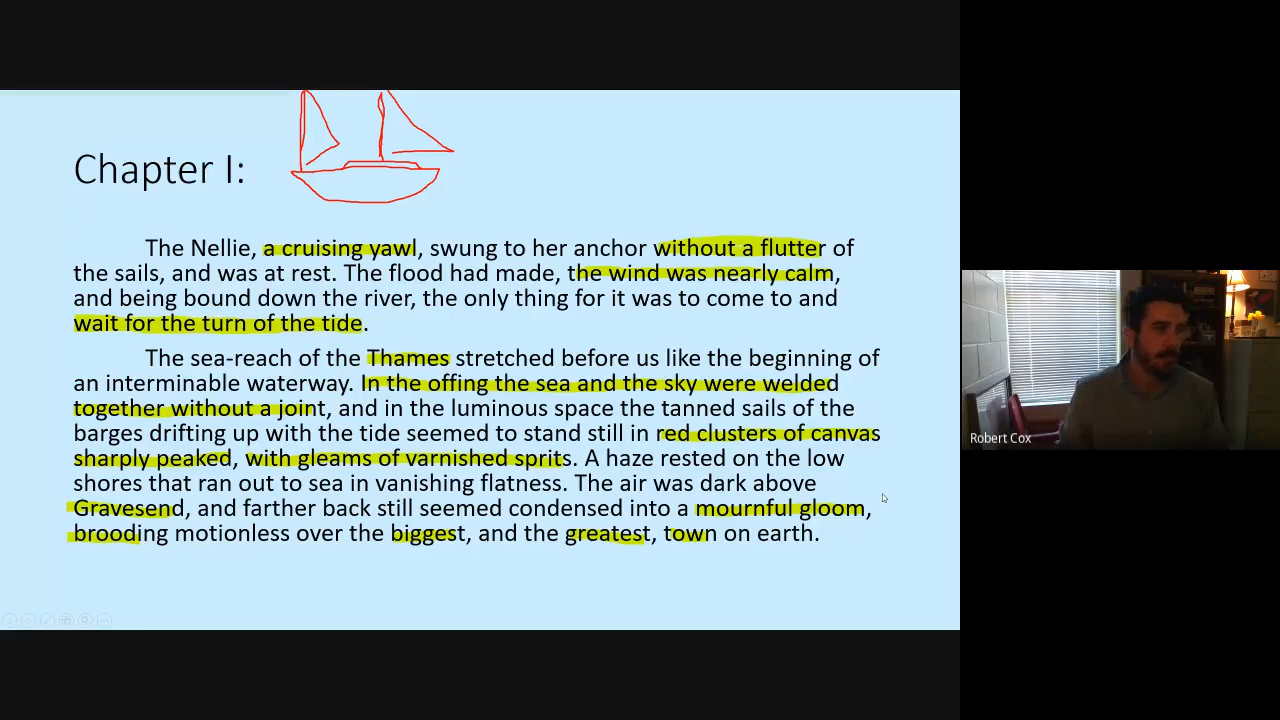 Chapter I:
The Nellie, a cruising yawl, swung to her anchor without a flutter of
the sails, and was at rest. The flood had made, the wind was nearly calm,
and being bound down the river, the only thing for it was to come to and
wait for the turn of the tide.
The sea-reach of the Thames stretched before us like the beginning of
an interminable waterway. In the offing the sea and the sky were welded
together without a joint, and in the luminous space the tanned sails of the
barges drifting up with the tide seemed to stand still in red clusters of canvas
sharply peaked, with gleams of varnished sprits. A haze rested on the low
shores that ran out to sea in vanishing flatness. The air was dark above
Gravesend, and farther back still seemed condensed into a mournful gloom,
brooding motionless over the biggest, and the greatest, town on earth.
Robert Cox